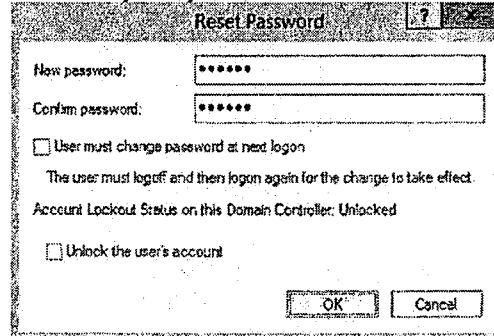 Reset Password
?
New password:
••••••
Confirm password:
••••••
User must change password at next logon
The user must logoff and then logon again for the change to take effect
Account Lockout Status on this Domain Controller: Unlocked
Unlock the user's account
OK
Cancel